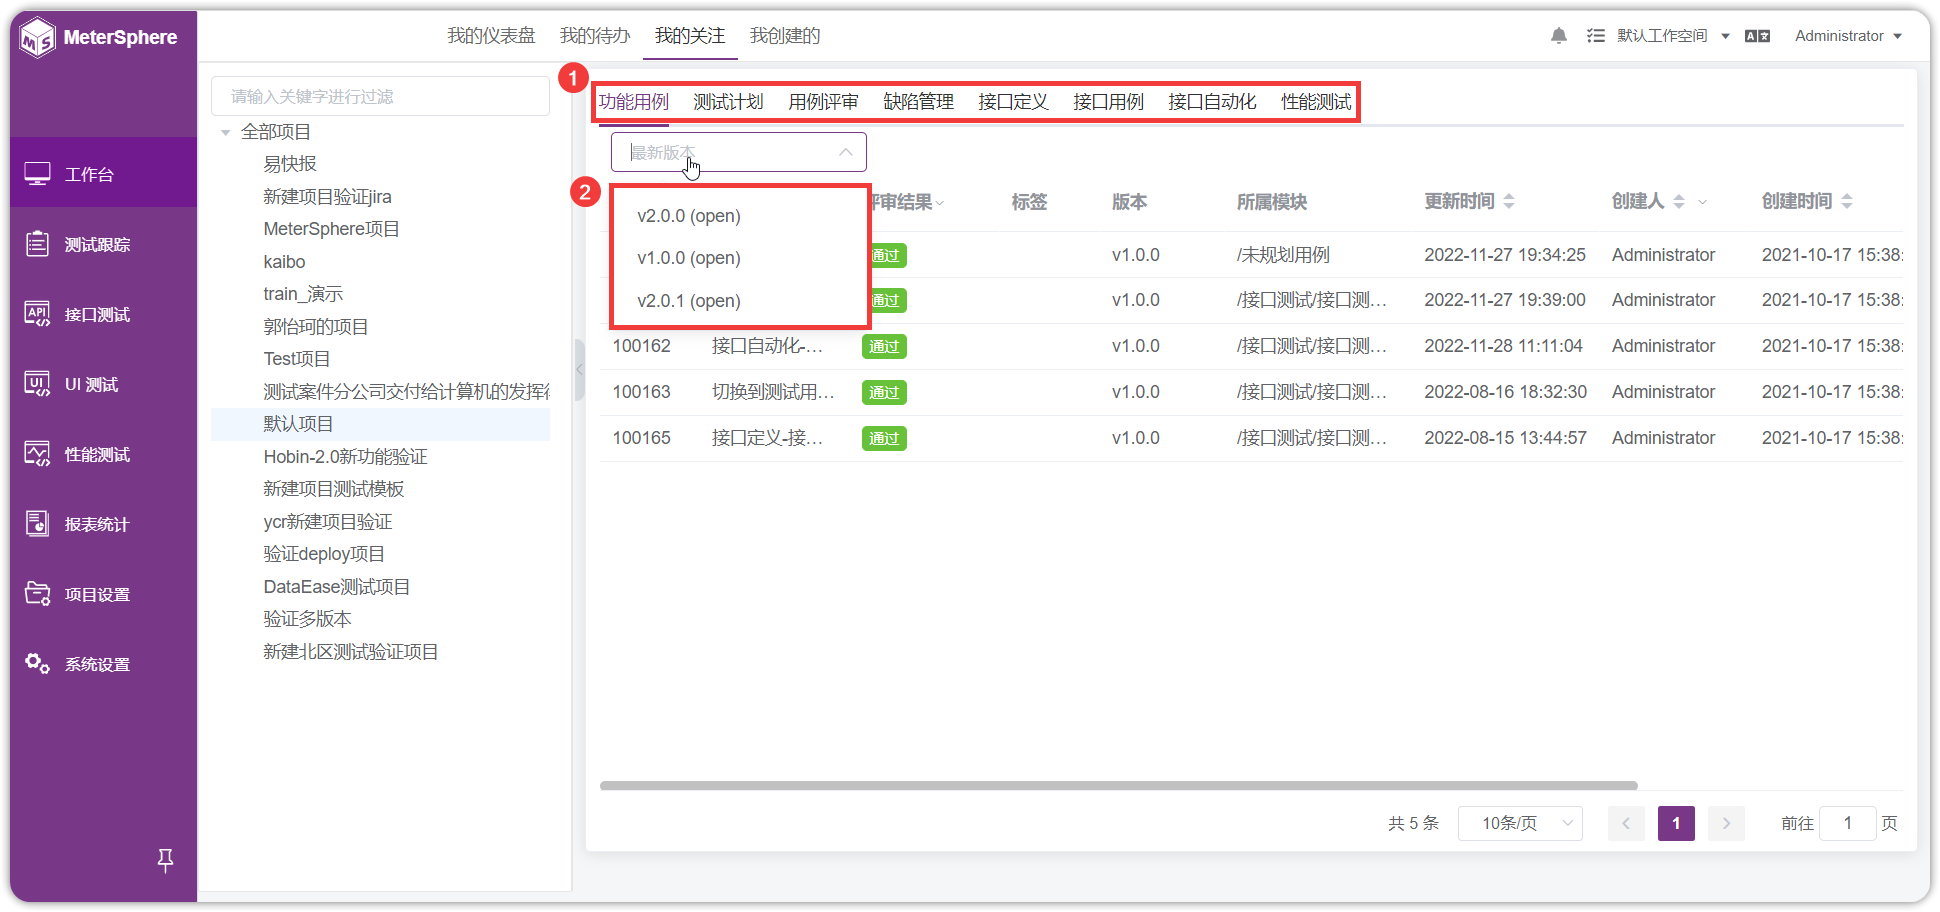 MeterSphere
我的仪表盘 我的待办 我的关注 我创建的
默认工作空间 Administrator
工作台
测试跟踪
API 接口测试
UI UI 测试
性能测试
报表统计
项目设置
系统设置
请输入关键字进行过滤
全部项目
易快报
新建项目验证jira
MeterSphere项目
kaibo
train_演示
郭怡珂的项目
Test项目
测试案件分公司交付给计算机的发挥
默认项目
Hobin-2.0新功能验证
新建项目测试模板
ycr新建项目验证
验证deploy项目
DataEase测试项目
验证多版本
新建北区测试验证项目
1
功能用例 测试计划 用例评审 缺陷管理 接口定义 接口用例 接口自动化 性能测试
最新版本
2
v2.0.0 (open)
v1.0.0 (open)
v2.0.1 (open)
评审结果 标签 版本 所属模块 更新时间 创建人 创建时间
通过 v1.0.0 /未规划用例 2022-11-27 19:34:25 Administrator 2021-10-17 15:38:
通过 v1.0.0 /接口测试/接口测... 2022-11-27 19:39:00 Administrator 2021-10-17 15:38:
100162 接口自动化-... 通过 v1.0.0 /接口测试/接口测... 2022-11-28 11:11:04 Administrator 2021-10-17 15:38:
100163 切换到测试用... 通过 v1.0.0 /接口测试/接口测... 2022-08-16 18:32:30 Administrator 2021-10-17 15:38:
100165 接口定义-接... 通过 v1.0.0 /接口测试/接口测... 2022-08-15 13:44:57 Administrator 2021-10-17 15:38:
共 5 条 10条/页 1 前往 1 页